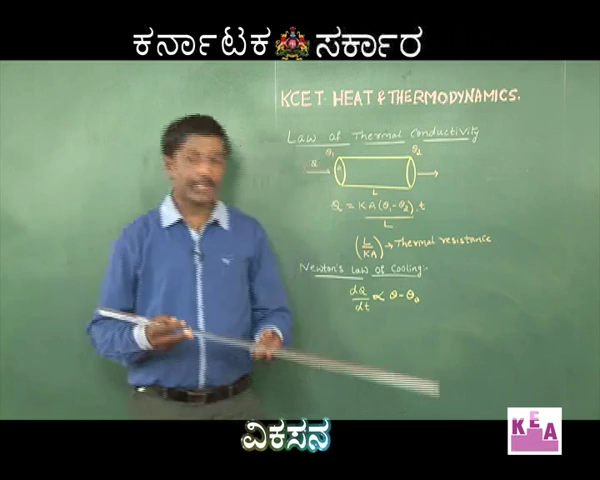 ಕರ್ನಾಟಕ ಸರ್ಕಾರ
KCET HEAT & THERMODYNAMICS.
Law of Thermal Conductivity
θ₁ θ₂
Q
L
Q = KA(θ₁-θ₂).t
L
(L/KA) → Thermal resistance
Newton's Law of Cooling:-
dQ/dt ∝ θ-θ₀
ವಿಕಸನ
KEA